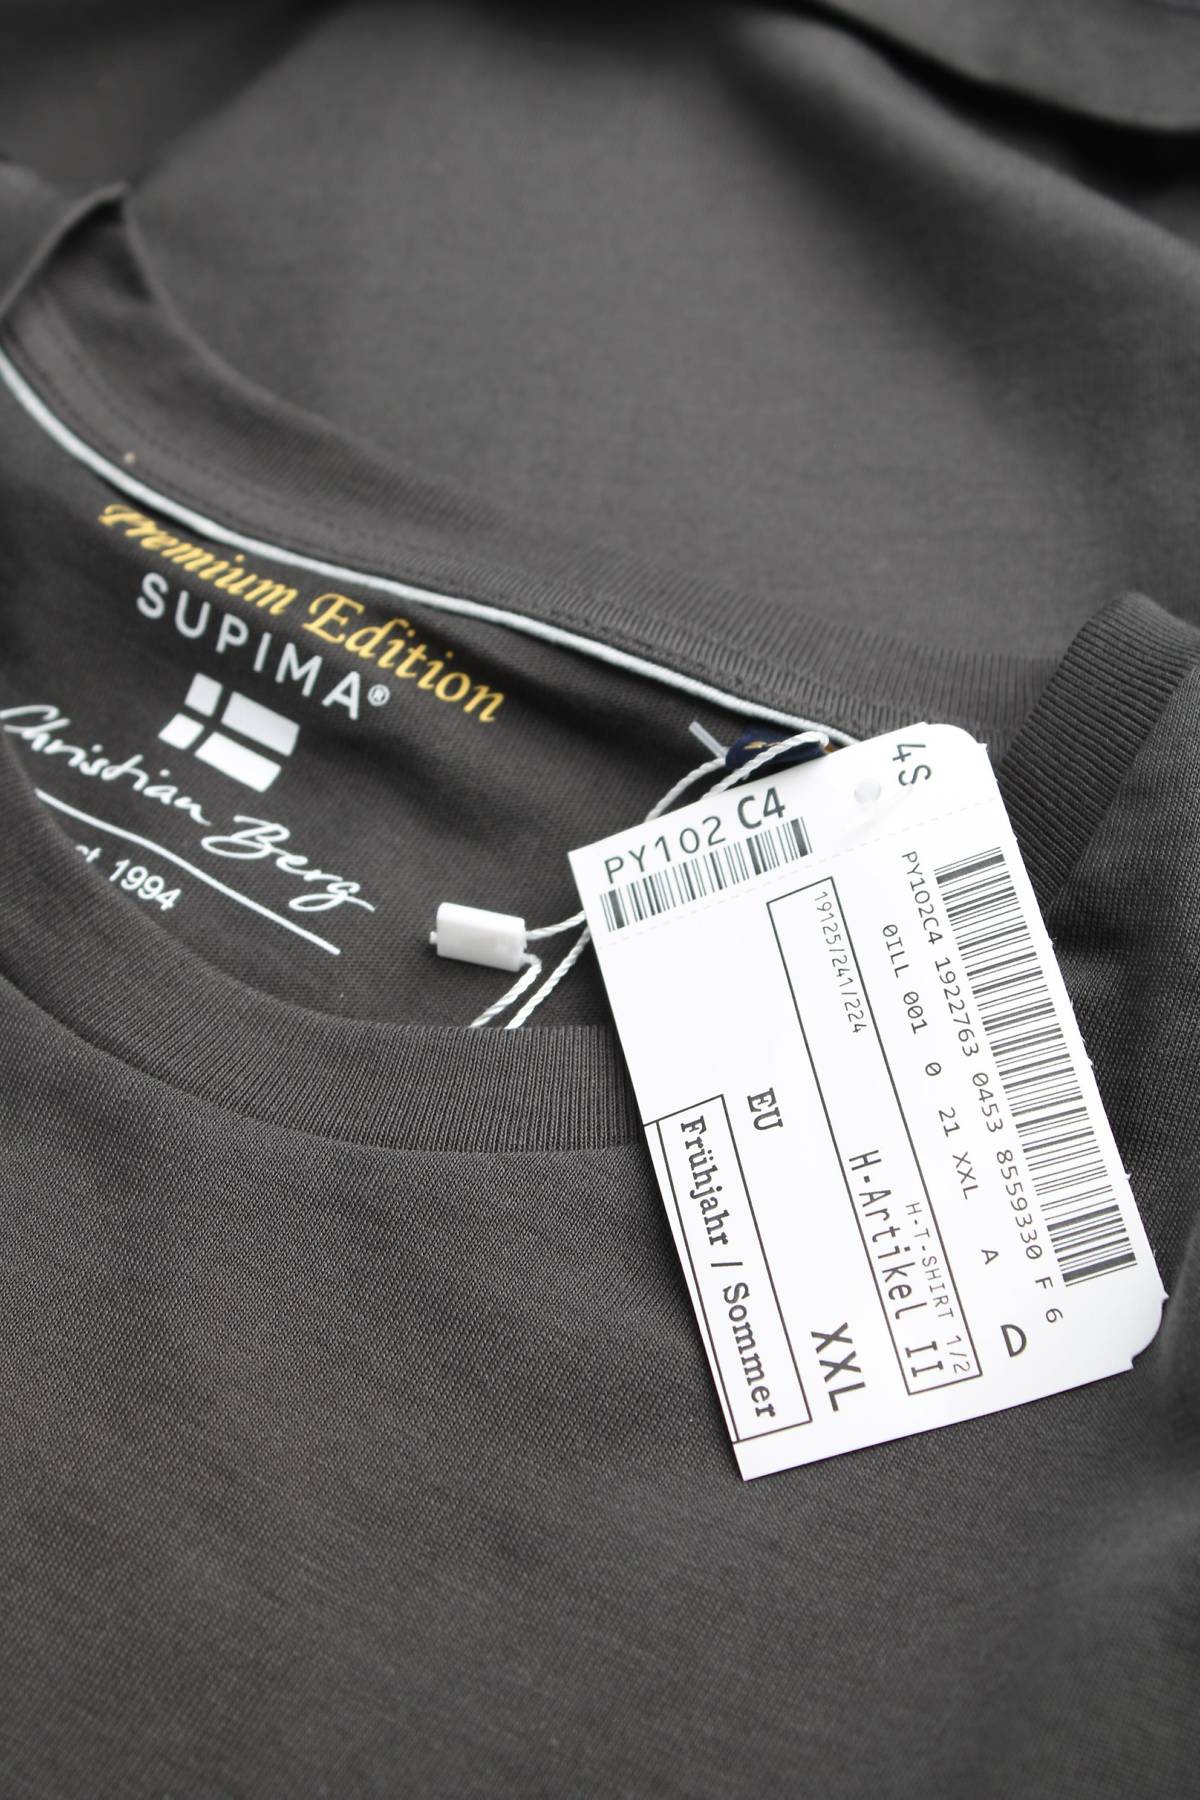 Premium Edition
SUPIMA®
Christian Berg
1994
PY102 C4
4S
PY102C4 1922763 0453 8559330 F 6
0ILL 001 0 21 XXL A D
19125/241/224
H-T-SHIRT 1/2
H-Artikel II
EU XXL
Frühjahr / Sommer